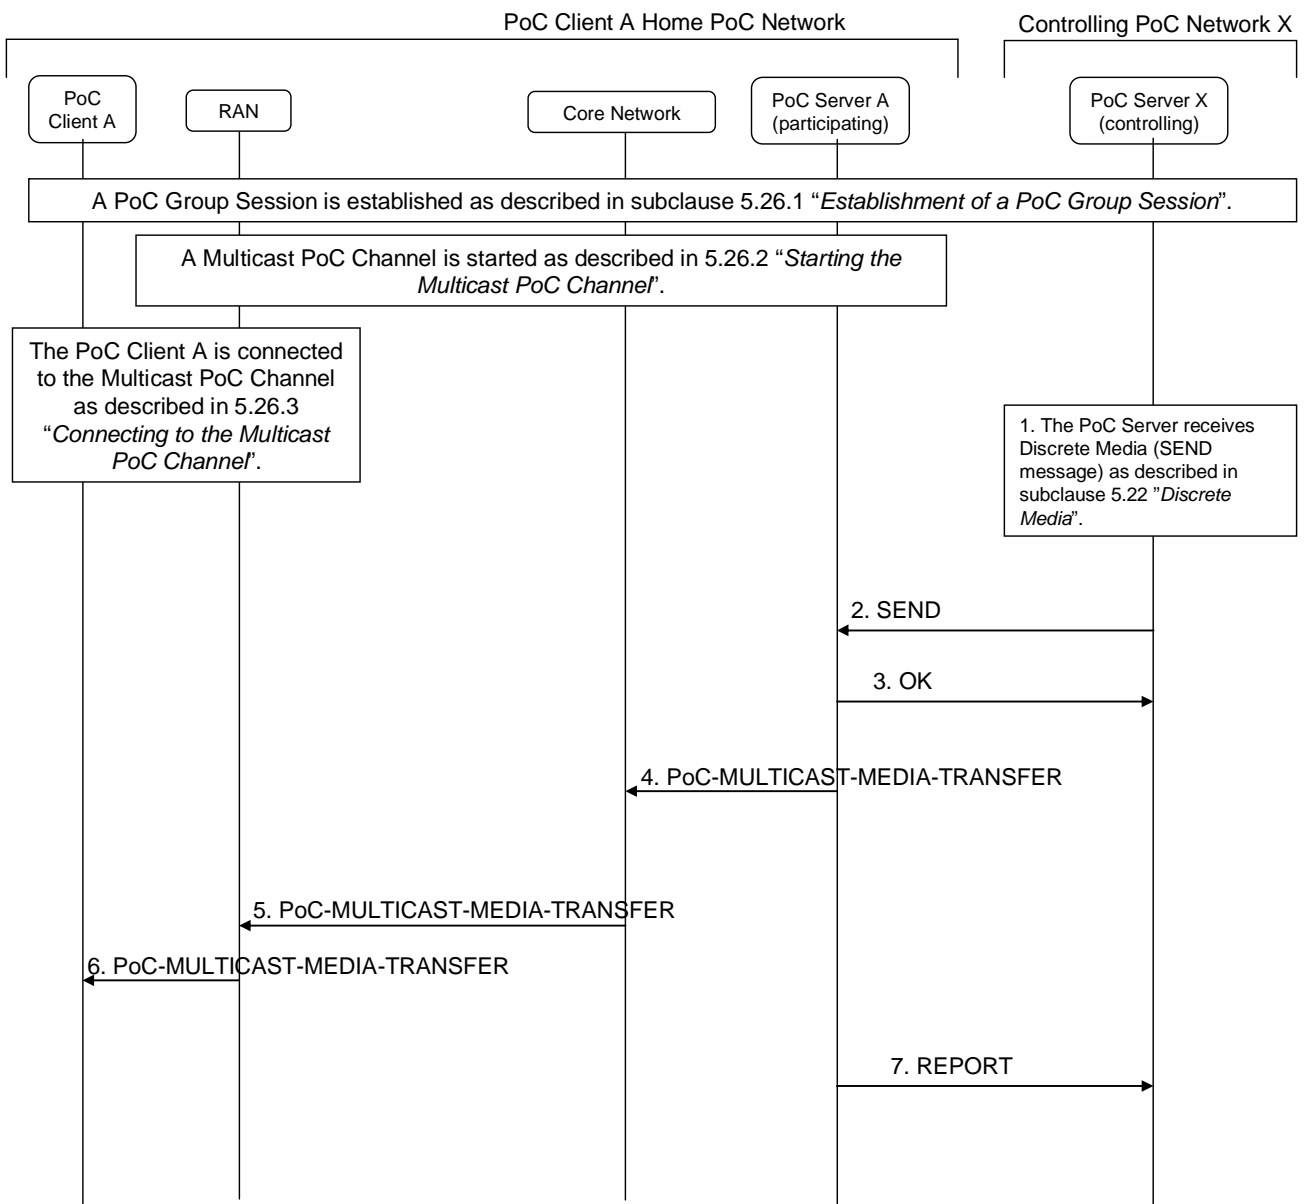 PoC Client A Home PoC Network
Controlling PoC Network X
PoC
Client A
RAN
Core Network
PoC Server A
(participating)
PoC Server X
(controlling)
A PoC Group Session is established as described in subclause 5.26.1 “Establishment of a PoC Group Session”.
A Multicast PoC Channel is started as described in 5.26.2 “Starting the
Multicast PoC Channel”.
The PoC Client A is connected
to the Multicast PoC Channel
as described in 5.26.3
“Connecting to the Multicast
PoC Channel”.
1. The PoC Server receives
Discrete Media (SEND
message) as described in
subclause 5.22 ”Discrete
Media”.
2. SEND
3. OK
4. PoC-MULTICAST-MEDIA-TRANSFER
5. PoC-MULTICAST-MEDIA-TRANSFER
6. PoC-MULTICAST-MEDIA-TRANSFER
7. REPORT